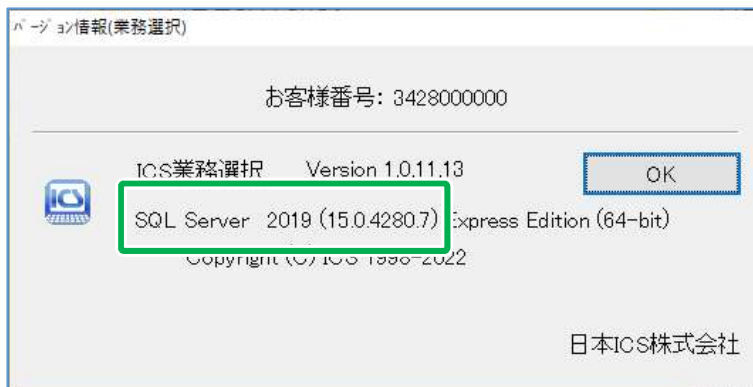 バージョン情報(業務選択)
お客様番号: 3428000000
ICS業務選択 Version 1.0.11.13
OK
ICS
SQL Server 2019 (15.0.4280.7) Express Edition (64-bit)
Copyright (C) ICS 1998-2022
日本ICS株式会社